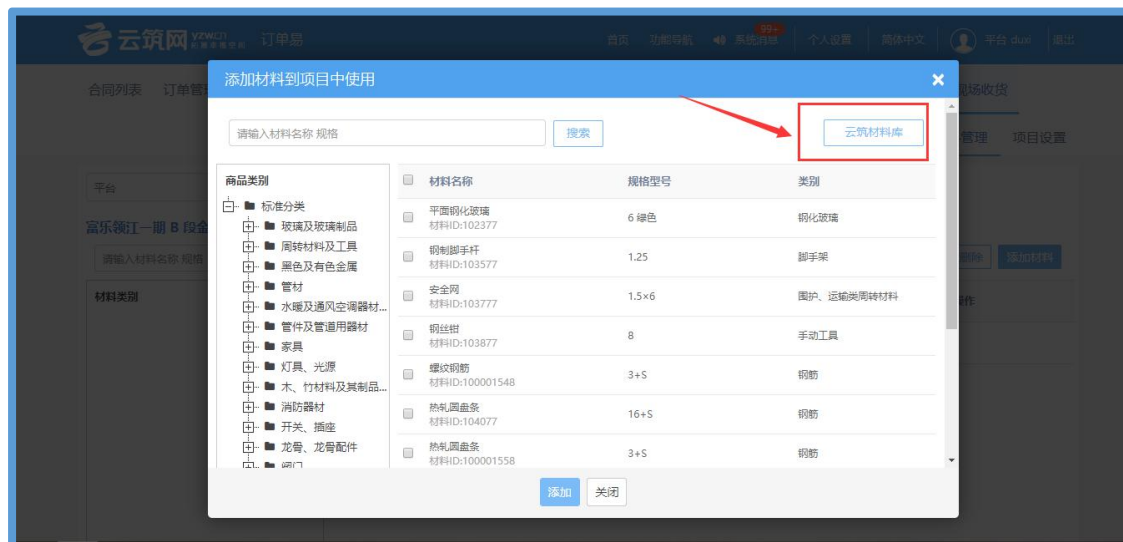 云筑网 yzw.cn 订单易
首页 功能导航 系统消息 99+ 个人设置 简体中文 平台 duxi 退出
合同列表 订单管 现场收货
管理 项目设置
平台
富乐领江一期 B 段金
请输入材料名称 规格
删除 添加材料
材料类别
操作
添加材料到项目中使用
请输入材料名称 规格 搜索 云筑材料库
商品类别
标准分类
玻璃及玻璃制品
周转材料及工具
黑色及有色金属
管材
水暖及通风空调器材...
管件及管道用器材
家具
灯具、光源
木、竹材料及其制品...
消防器材
开关、插座
龙骨、龙骨配件
阀门
材料名称 规格型号 类别
平面钢化玻璃 6 绿色 钢化玻璃
材料ID:102377
钢制脚手杆 1.25 脚手架
材料ID:103577
安全网 1.5×6 围护、运输类周转材料
材料ID:103777
钢丝钳 8 手动工具
材料ID:103877
螺纹钢筋 3+S 钢筋
材料ID:100001548
热轧圆盘条 16+S 钢筋
材料ID:104077
热轧圆盘条 3+S 钢筋
材料ID:100001558
添加 关闭